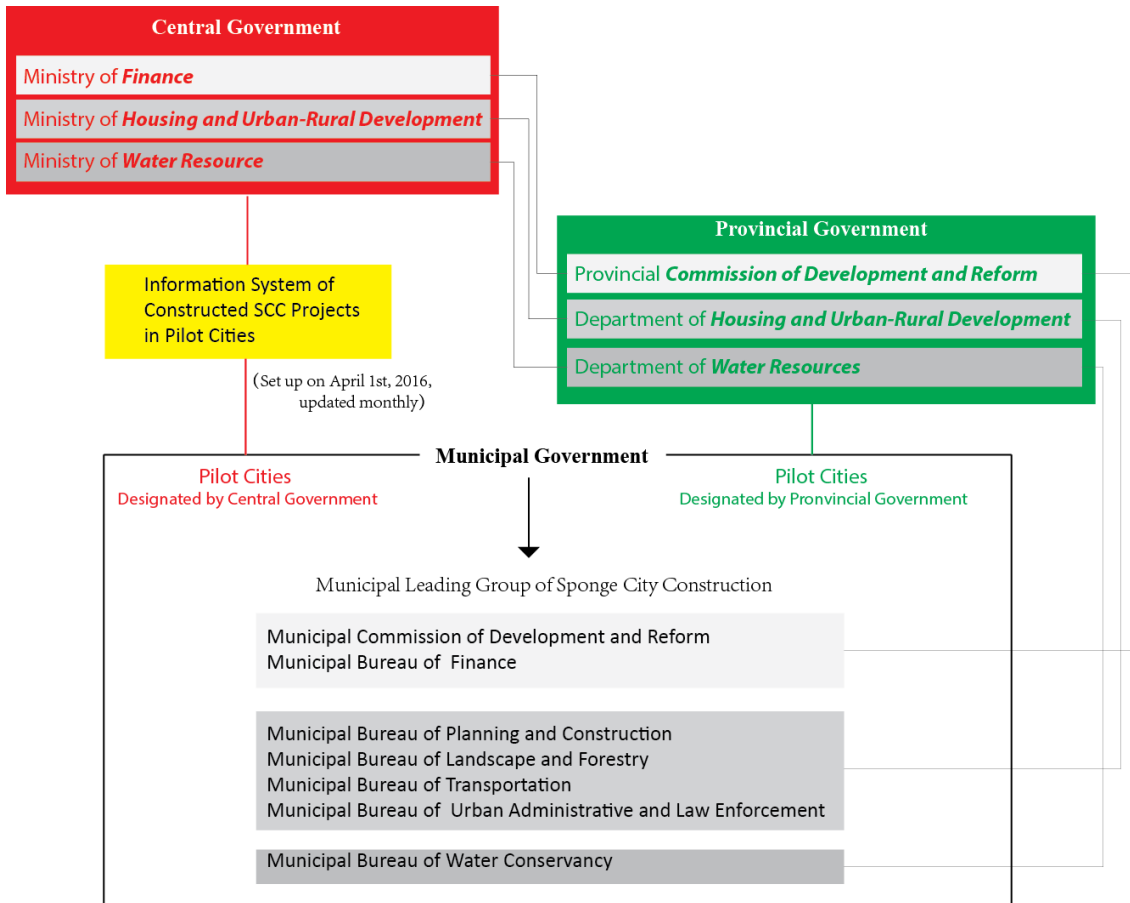 Central Government
Ministry of Finance
Ministry of Housing and Urban-Rural Development
Ministry of Water Resource
Provincial Government
Provincial Commission of Development and Reform
Department of Housing and Urban-Rural Development
Department of Water Resources
Information System of
Constructed SCC Projects
in Pilot Cities
(Set up on April 1st, 2016,
updated monthly)
Municipal Government
Pilot Cities
Designated by Central Government
Pilot Cities
Designated by Pronvincial Government
Municipal Leading Group of Sponge City Construction
Municipal Commission of Development and Reform
Municipal Bureau of Finance
Municipal Bureau of Planning and Construction
Municipal Bureau of Landscape and Forestry
Municipal Bureau of Transportation
Municipal Bureau of Urban Administrative and Law Enforcement
Municipal Bureau of Water Conservancy